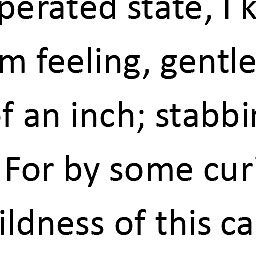 perated state, I k
m feeling, gentle
f an inch; stabbi
For by some cur
ildness of this ca